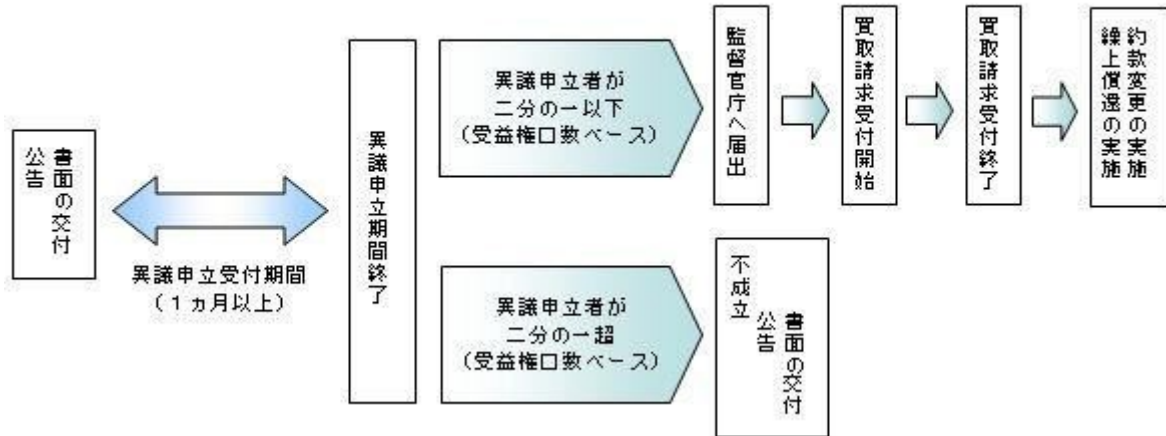 書面の交付
公告
異議申立受付期間
（１ヵ月以上）
異議申立期間終了
異議申立者が
二分の一以下
（受益権口数ベース）
監督官庁へ届出
買取請求受付開始
買取請求受付終了
約款変更の実施
繰上償還の実施
異議申立者が
二分の一超
（受益権口数ベース）
不成立
書面の交付
公告